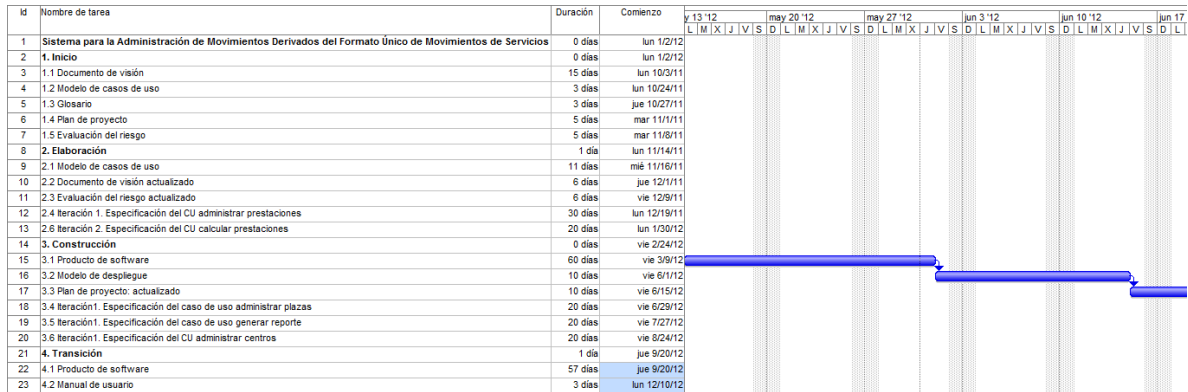 Id Nombre de tarea Duración Comienzo
y 13 '12 may 20 '12 may 27 '12 jun 3 '12 jun 10 '12 jun 17
L M X J V S D L M X J V S D L M X J V S D L M X J V S D L M X J V S D L
1 Sistema para la Administración de Movimientos Derivados del Formato Único de Movimientos de Servicios 0 días lun 1/2/12
2 1. Inicio 0 días lun 1/2/12
3 1.1 Documento de visión 15 días lun 10/3/11
4 1.2 Modelo de casos de uso 3 días lun 10/24/11
5 1.3 Glosario 3 días jue 10/27/11
6 1.4 Plan de proyecto 5 días mar 11/1/11
7 1.5 Evaluación del riesgo 5 días mar 11/8/11
8 2. Elaboración 1 día lun 11/14/11
9 2.1 Modelo de casos de uso 11 días mié 11/16/11
10 2.2 Documento de visión actualizado 6 días jue 12/1/11
11 2.3 Evaluación del riesgo actualizado 6 días vie 12/9/11
12 2.4 Iteración 1. Especificación del CU administrar prestaciones 30 días lun 12/19/11
13 2.6 Iteración 2. Especificación del CU calcular prestaciones 20 días lun 1/30/12
14 3. Construcción 0 días vie 2/24/12
15 3.1 Producto de software 60 días vie 3/9/12
16 3.2 Modelo de despliegue 10 días vie 6/1/12
17 3.3 Plan de proyecto: actualizado 10 días vie 6/15/12
18 3.4 Iteración1. Especificación del caso de uso administrar plazas 20 días vie 6/29/12
19 3.5 Iteración1. Especificación del caso de uso generar reporte 20 días vie 7/27/12
20 3.6 Iteración1. Especificación del CU administrar centros 20 días vie 8/24/12
21 4. Transición 1 día jue 9/20/12
22 4.1 Producto de software 57 días jue 9/20/12
23 4.2 Manual de usuario 3 días lun 12/10/12